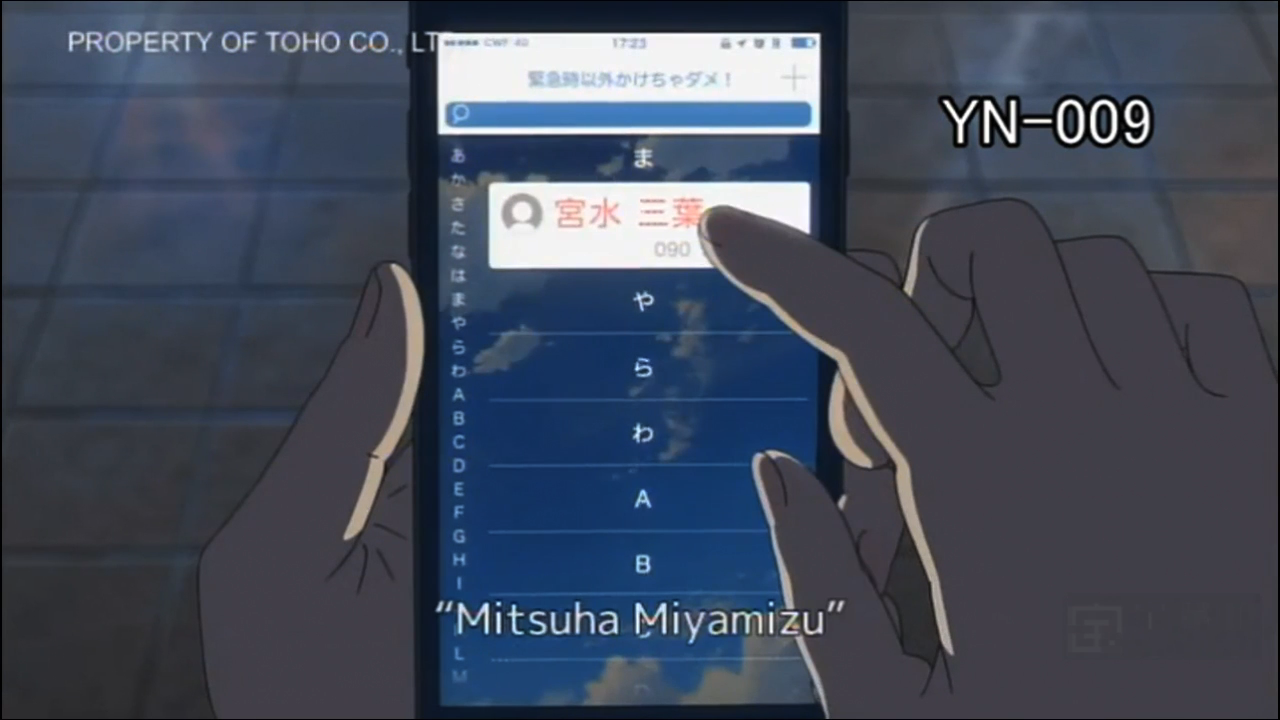 PROPERTY OF TOHO CO., LT
17:23
緊急時以外かけちゃダメ！
YN-009
あ
か
さ
た
な
は
ま
や
ら
わ
A
B
C
D
E
F
G
H
I
L
M
ま
宮水 三葉
090
や
ら
わ
A
B
“Mitsuha Miyamizu”